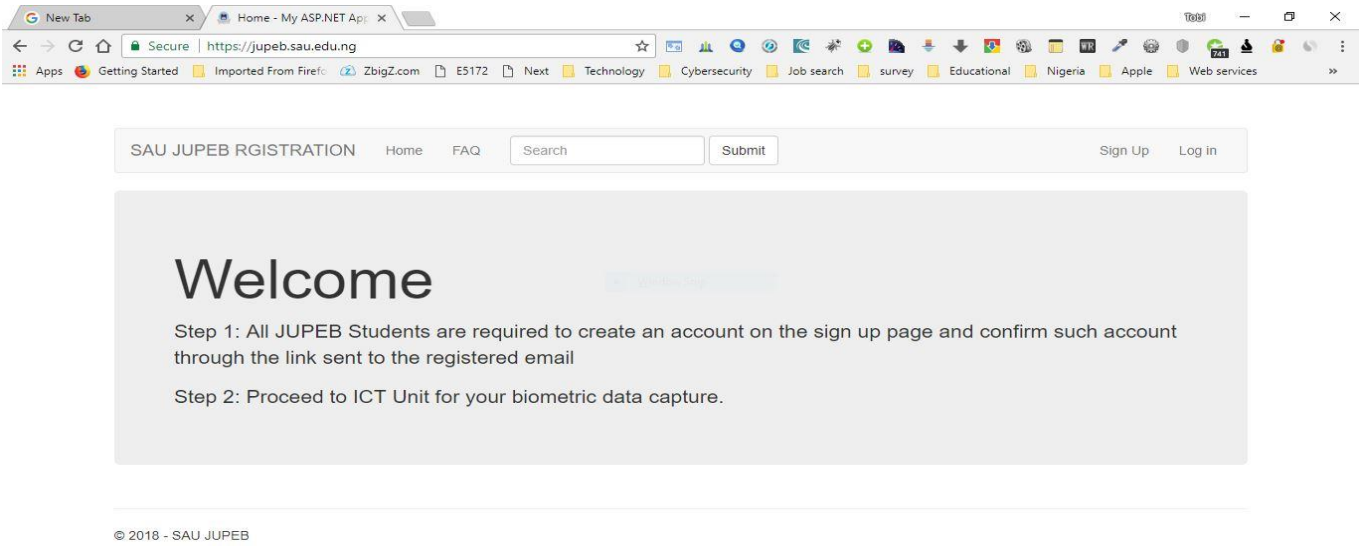 New Tab
Home - My ASP.NET App
Tobi
Secure | https://jupeb.sau.edu.ng
741
Apps Getting Started Imported From Firefo ZbigZ.com E5172 Next Technology Cybersecurity Job search survey Educational Nigeria Apple Web services »
SAU JUPEB RGISTRATION Home FAQ Search Submit Sign Up Log in
Welcome
Step 1: All JUPEB Students are required to create an account on the sign up page and confirm such account
through the link sent to the registered email
Step 2: Proceed to ICT Unit for your biometric data capture.
© 2018 - SAU JUPEB